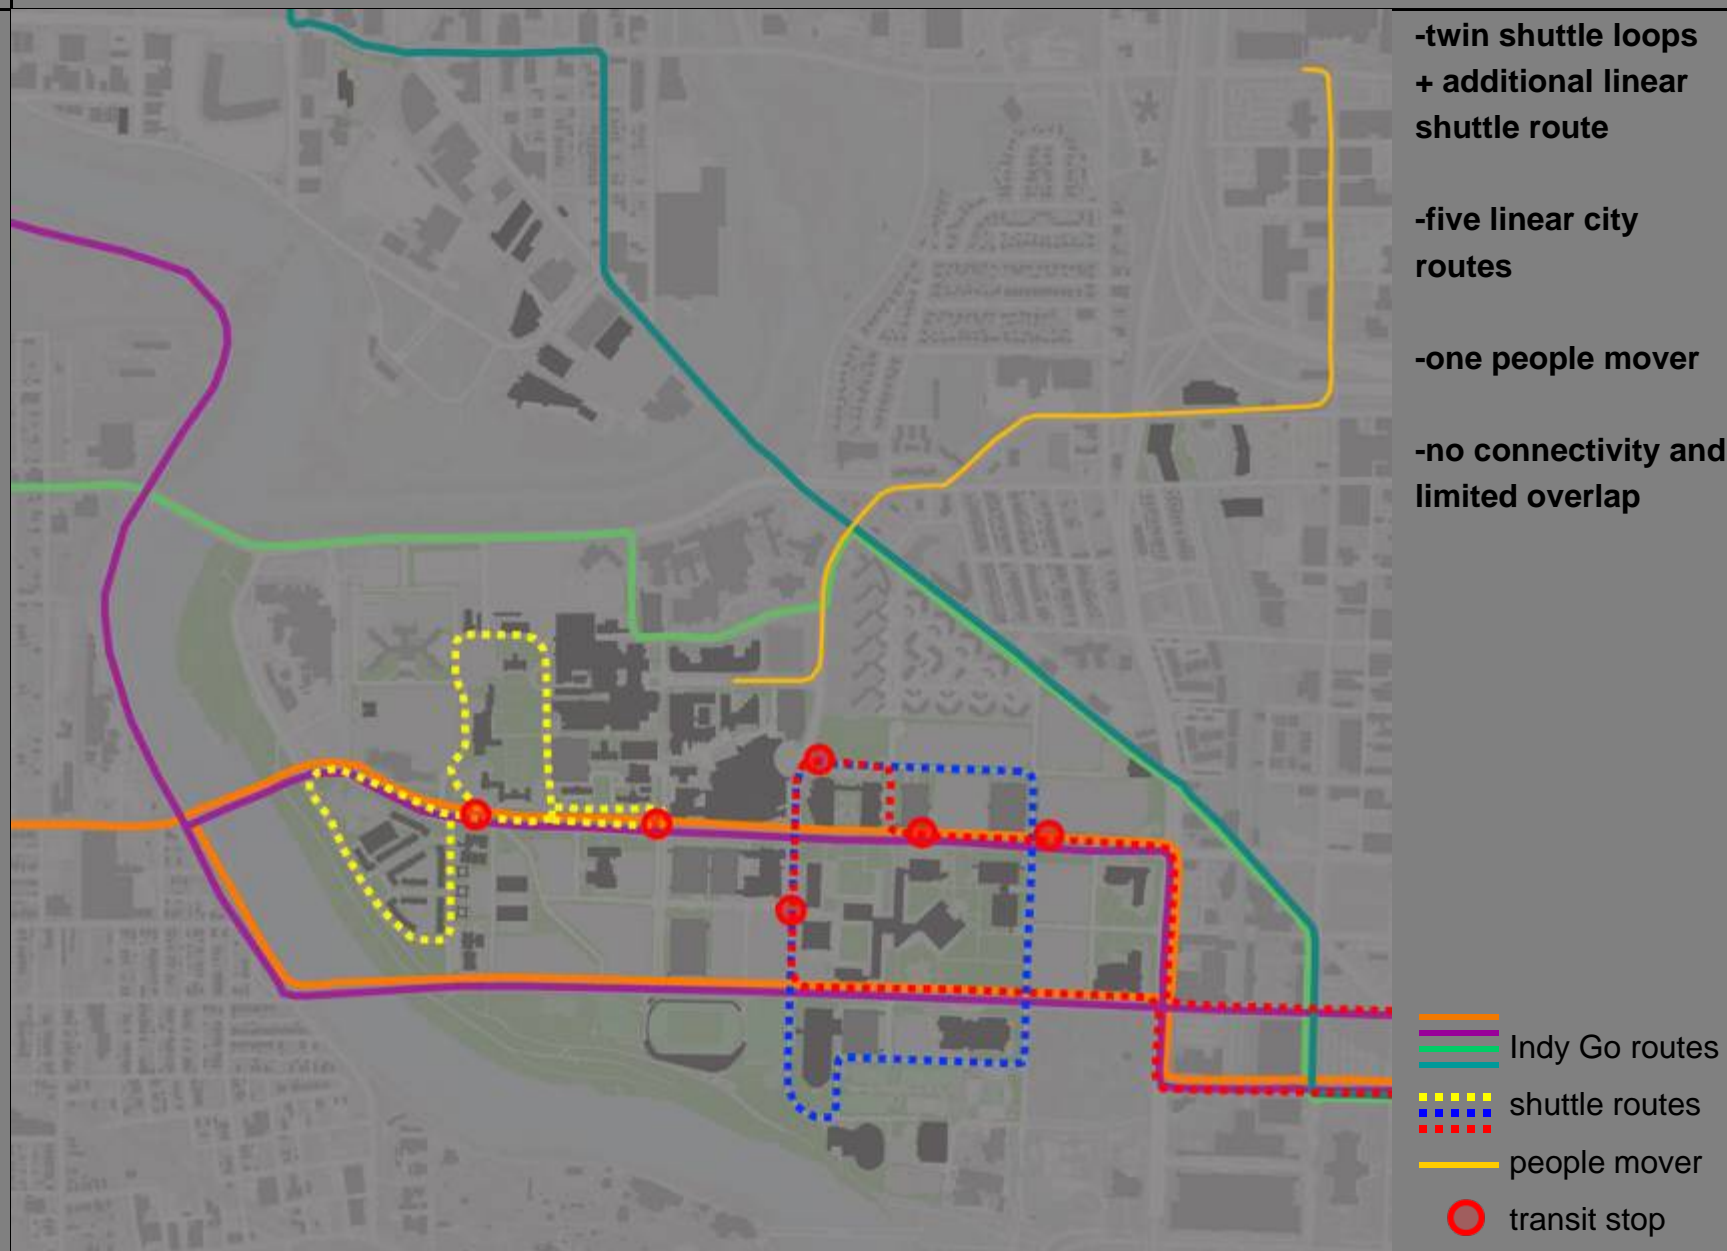 -twin shuttle loops
+ additional linear
shuttle route
-five linear city
routes
-one people mover
-no connectivity and
limited overlap
Indy Go routes
shuttle routes
people mover
transit stop